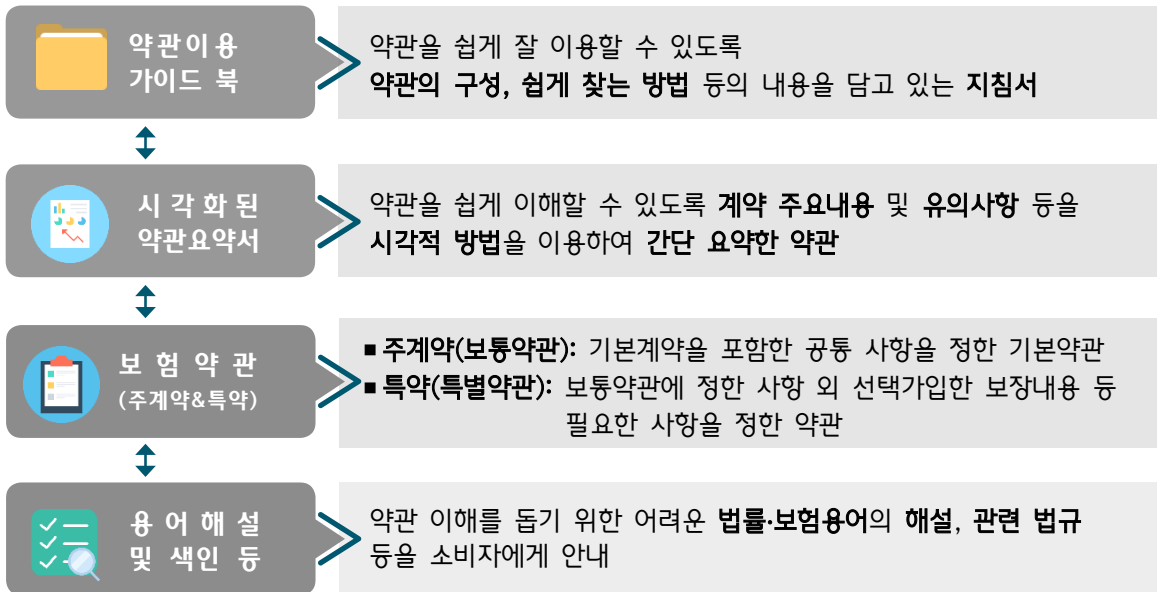 약관이용
가이드 북
약관을 쉽게 잘 이용할 수 있도록
약관의 구성, 쉽게 찾는 방법 등의 내용을 담고 있는 지침서
시각화된
약관요약서
약관을 쉽게 이해할 수 있도록 계약 주요내용 및 유의사항 등을
시각적 방법을 이용하여 간단 요약한 약관
보험약관
(주계약&특약)
▪ 주계약(보통약관): 기본계약을 포함한 공통 사항을 정한 기본약관
▪ 특약(특별약관): 보통약관에 정한 사항 외 선택가입한 보장내용 등
필요한 사항을 정한 약관
용어해설
및 색인 등
약관 이해를 돕기 위한 어려운 법률·보험용어의 해설, 관련 법규
등을 소비자에게 안내